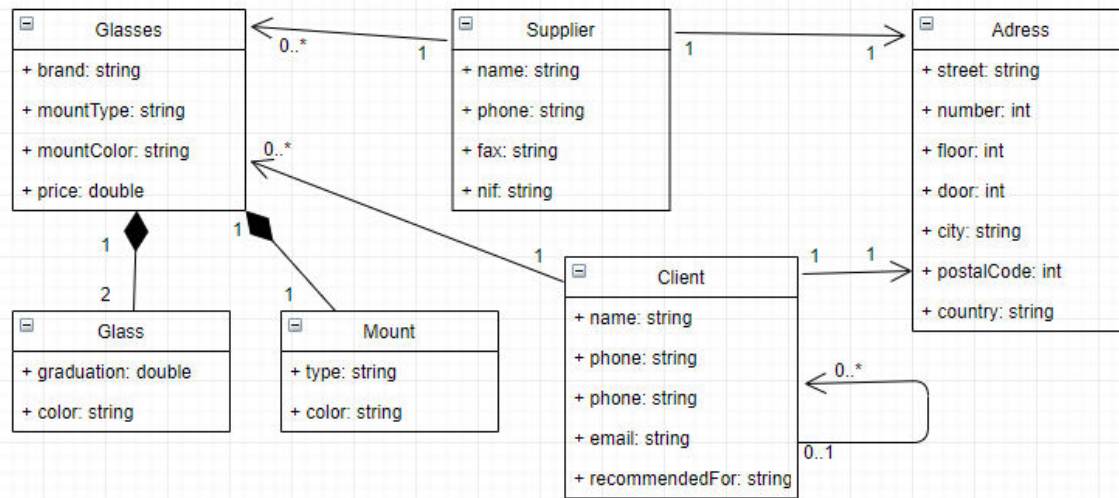 Glasses
+ brand: string
+ mountType: string
+ mountColor: string
+ price: double
0..*
1
Supplier
+ name: string
+ phone: string
+ fax: string
+ nif: string
1
1
Adress
+ street: string
+ number: int
+ floor: int
+ door: int
+ city: string
+ postalCode: int
+ country: string
0..*
1
1
1
1
2
1
1
Glass
+ graduation: double
+ color: string
Mount
+ type: string
+ color: string
Client
+ name: string
+ phone: string
+ phone: string
+ email: string
+ recommendedFor: string
0..*
0..1